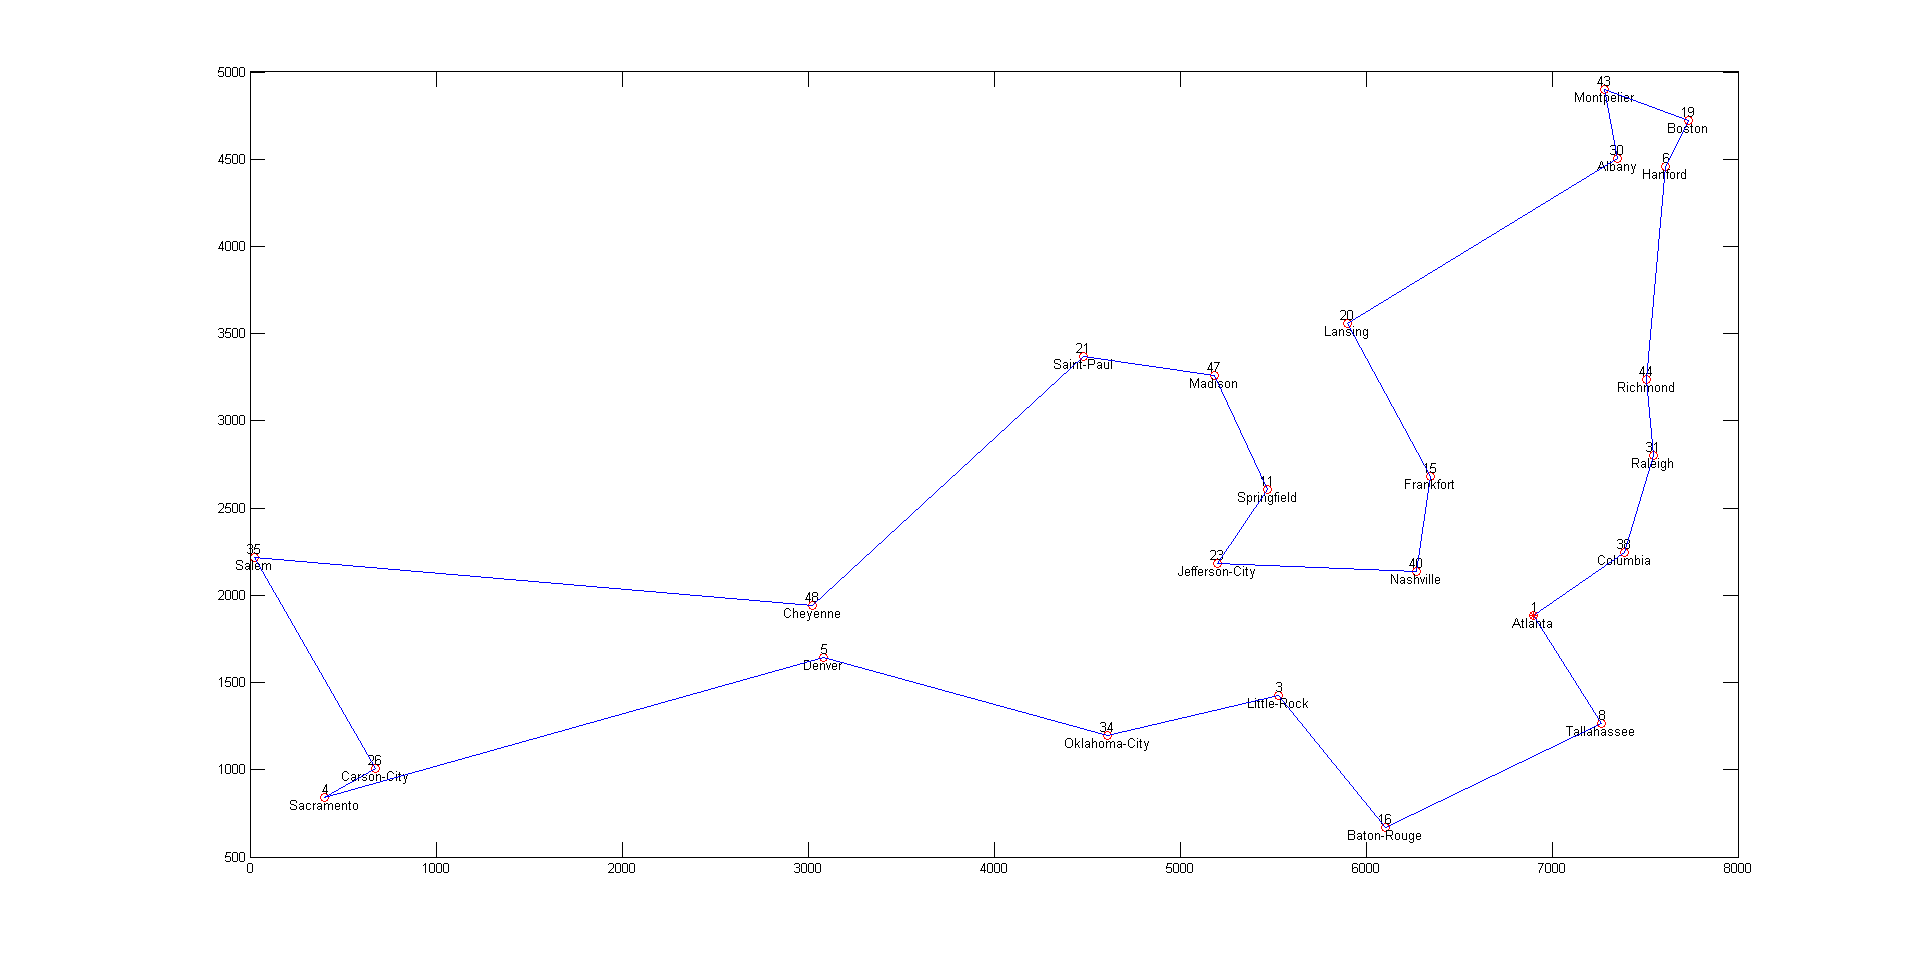 5000
43
Montpelier
19
Boston
4500
30
Albany
6
Harford
4000
3500
20
Lansing
21
Saint-Paul
47
Madison
44
Richmond
3000
31
Raleigh
15
Frankfort
2500
11
Springfield
35
Salem
38
Columbia
23
Jefferson-City
40
Nashville
2000
48
Cheyenne
1
Atlanta
5
Denver
1500
3
Little-Rock
34
Oklahoma-City
8
Tallahassee
1000
26
Carson-City
4
Sacramento
16
Baton-Rouge
500
0 1000 2000 3000 4000 5000 6000 7000 8000